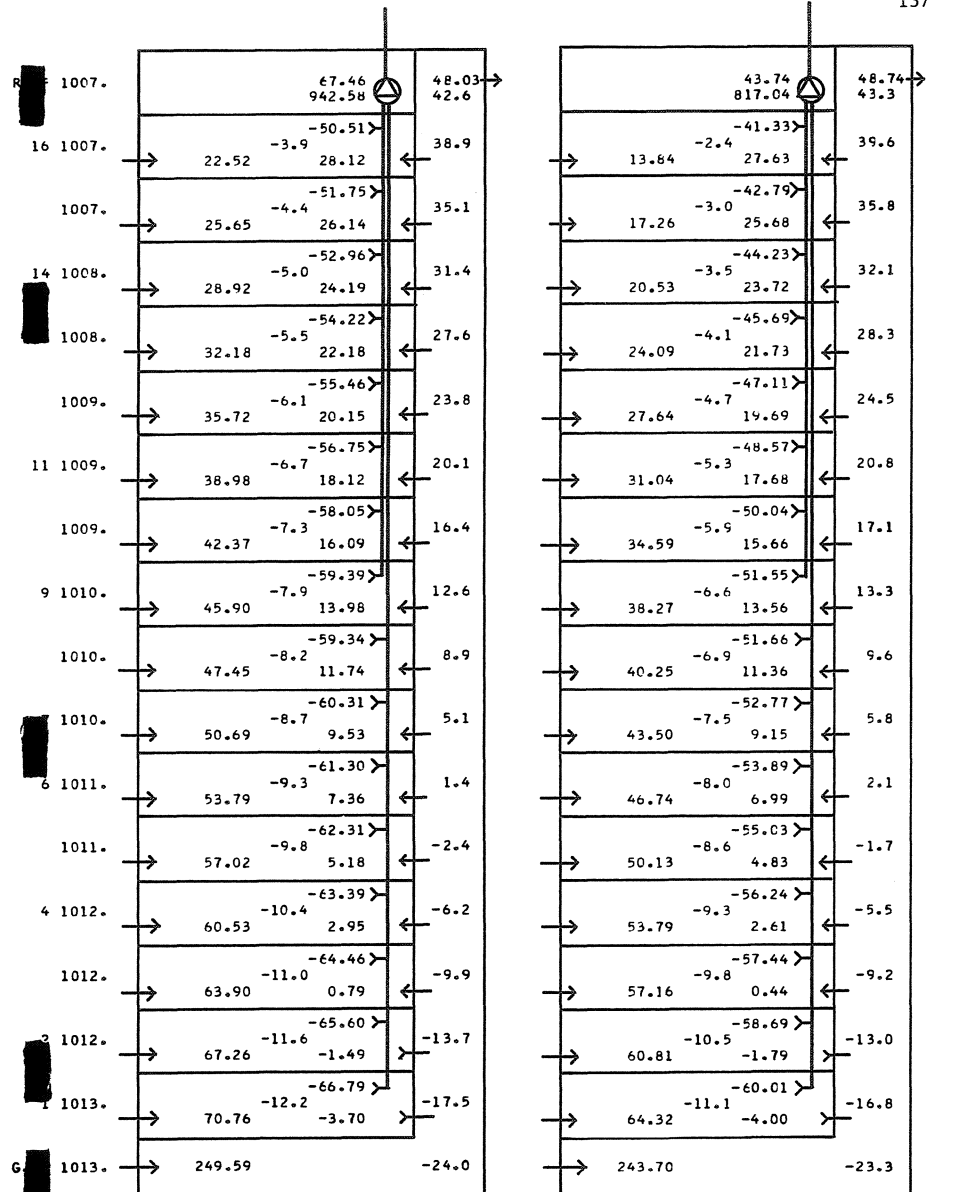 137
1007. 67.46 48.03 43.74 48.74
942.58 42.6 817.04 43.3
-50.51 -41.33
16 1007. -3.9 38.9 -2.4 39.6
22.52 28.12 13.84 27.63
-51.75 -42.79
1007. -4.4 35.1 -3.0 35.8
25.65 26.14 17.26 25.68
-52.96 -44.23
14 1008. -5.0 31.4 -3.5 32.1
28.92 24.19 20.53 23.72
-54.22 -45.69
1008. -5.5 27.6 -4.1 28.3
32.18 22.18 24.09 21.73
-55.46 -47.11
1009. -6.1 23.8 -4.7 24.5
35.72 20.15 27.64 19.69
-56.75 -48.57
11 1009. -6.7 20.1 -5.3 20.8
38.98 18.12 31.04 17.68
-58.05 -50.04
1009. -7.3 16.4 -5.9 17.1
42.37 16.09 34.59 15.66
-59.39 -51.55
9 1010. -7.9 12.6 -6.6 13.3
45.90 13.98 38.27 13.56
-59.34 -51.66
1010. -8.2 8.9 -6.9 9.6
47.45 11.74 40.25 11.36
-60.31 -52.77
1010. -8.7 5.1 -7.5 5.8
50.69 9.53 43.50 9.15
-61.30 -53.89
6 1011. -9.3 1.4 -8.0 2.1
53.79 7.36 46.74 6.99
-62.31 -55.03
1011. -9.8 -2.4 -8.6 -1.7
57.02 5.18 50.13 4.83
-63.39 -56.24
4 1012. -10.4 -6.2 -9.3 -5.5
60.53 2.95 53.79 2.61
-64.46 -57.44
1012. -11.0 -9.9 -9.8 -9.2
63.90 0.79 57.16 0.44
-65.60 -58.69
1012. -11.6 -13.7 -10.5 -13.0
67.26 -1.49 60.81 -1.79
-66.79 -60.01
1 1013. -12.2 -17.5 -11.1 -16.8
70.76 -3.70 64.32 -4.00
G. 1013. 249.59 -24.0 243.70 -23.3